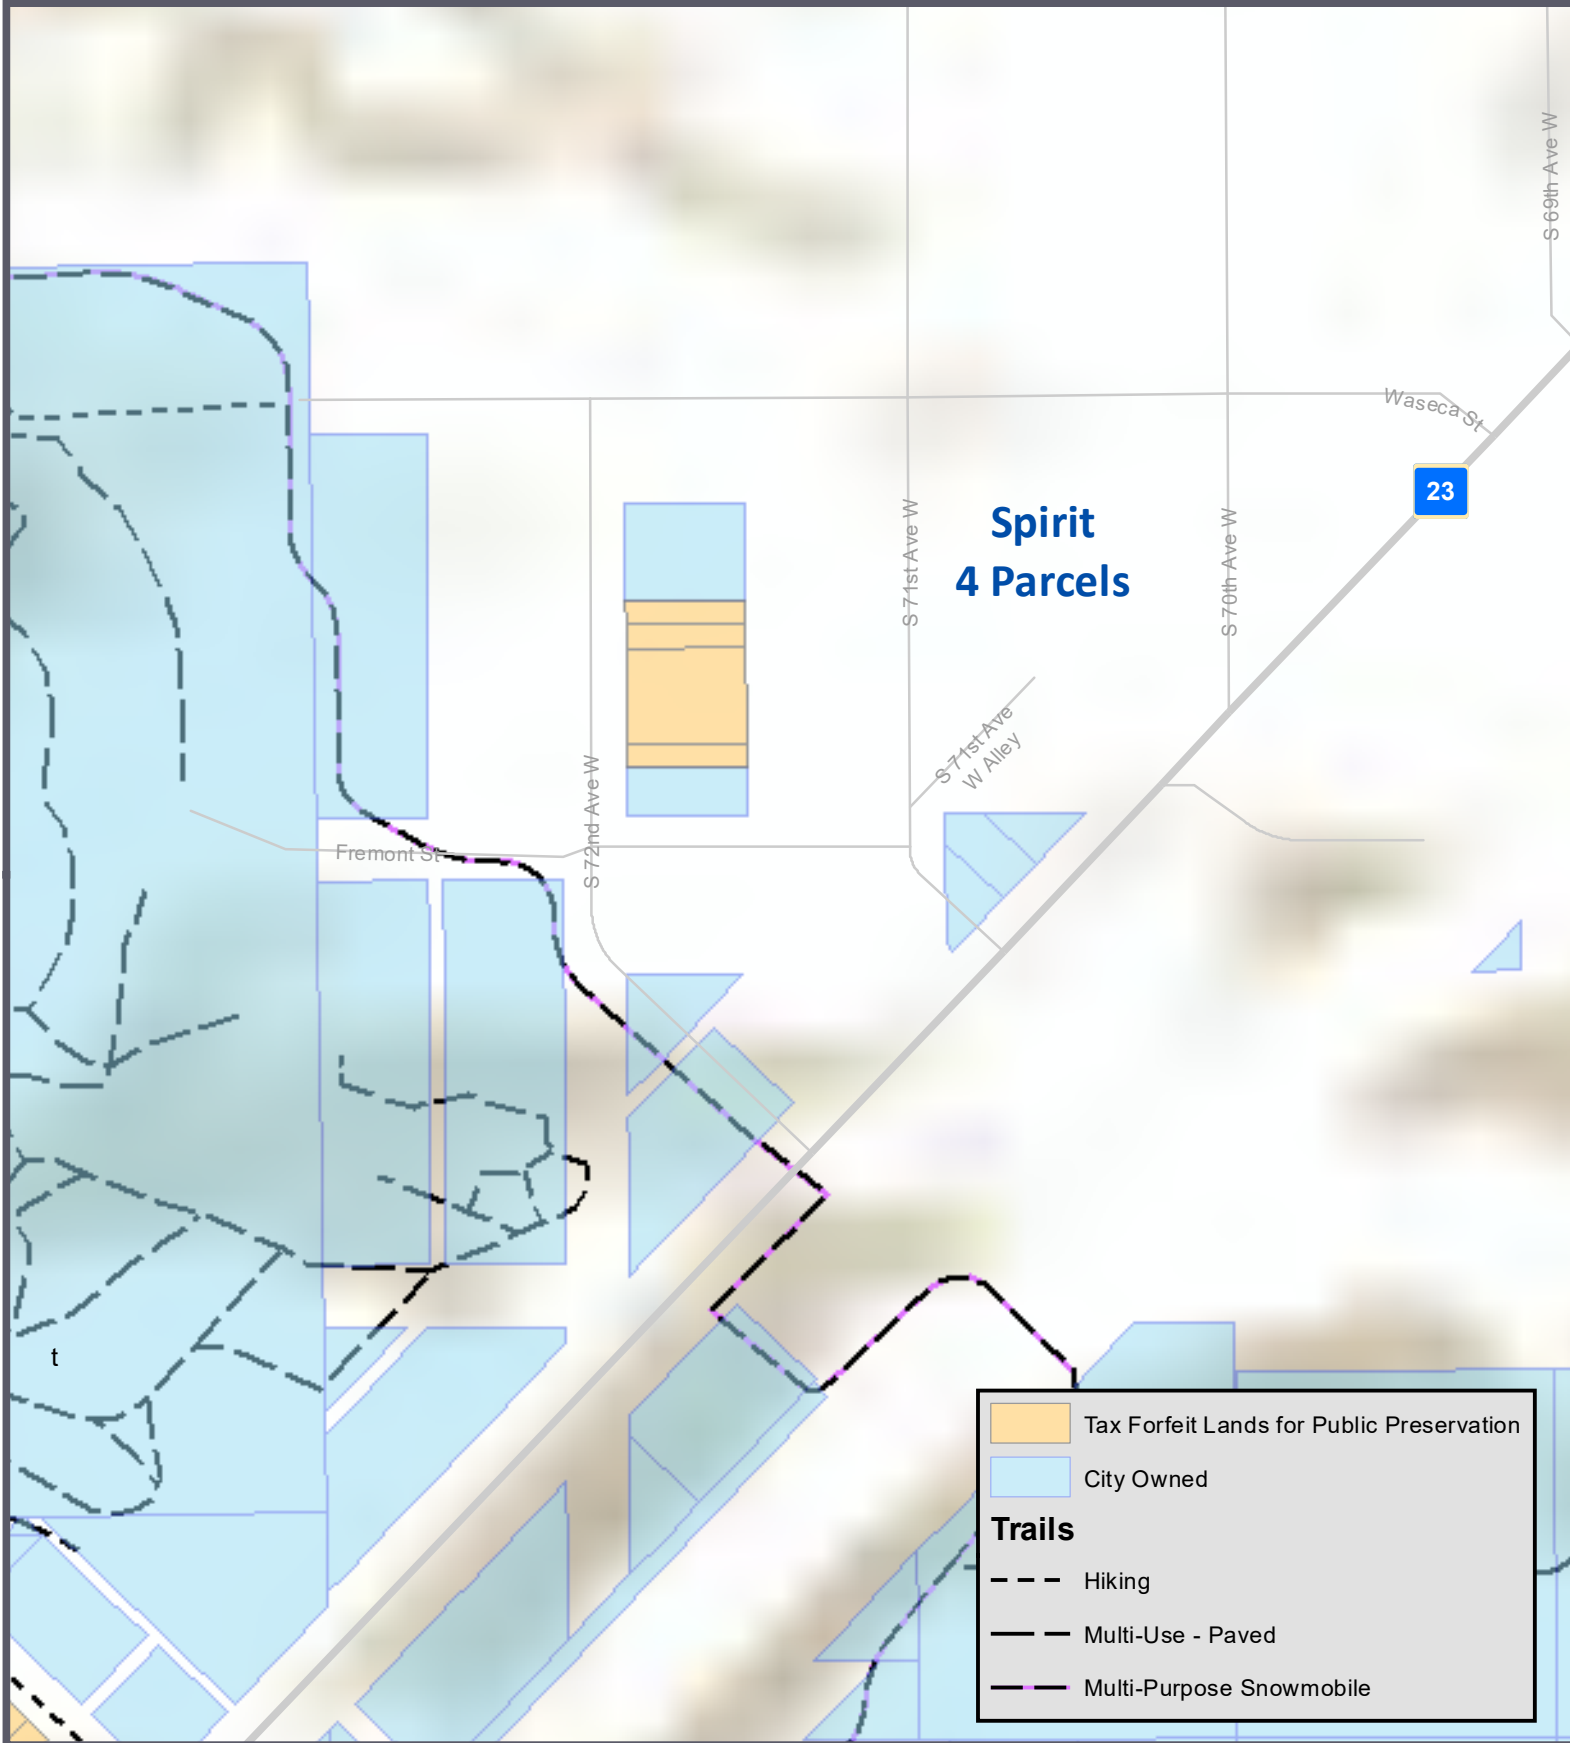 S 69th Ave W
Waseca St
23
Spirit
4 Parcels
S 71st Ave W
S 70th Ave W
S 71st Ave
W Alley
S 72nd Ave W
Fremont St
t
Tax Forfeit Lands for Public Preservation
City Owned
Trails
Hiking
Multi-Use - Paved
Multi-Purpose Snowmobile